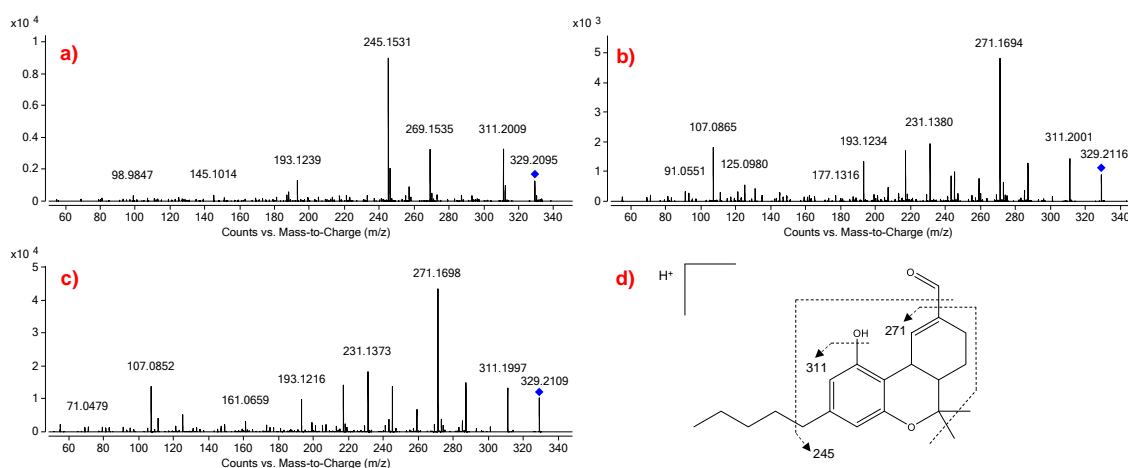 x10 4
a)
1
0.8
0.6
0.4
0.2
0
98.9847
145.1014
193.1239
245.1531
269.1535
311.2009
329.2095
60 80 100 120 140 160 180 200 220 240 260 280 300 320 340
Counts vs. Mass-to-Charge (m/z)
x10 3
b)
5
4
3
2
1
0
91.0551
107.0865
125.0980
177.1316
193.1234
231.1380
271.1694
311.2001
329.2116
60 80 100 120 140 160 180 200 220 240 260 280 300 320 340
Counts vs. Mass-to-Charge (m/z)
x10 4
c)
5
4
3
2
1
0
71.0479
107.0852
161.0659
193.1216
231.1373
271.1698
311.1997
329.2109
60 80 100 120 140 160 180 200 220 240 260 280 300 320 340
Counts vs. Mass-to-Charge (m/z)
d)
H+
O
OH
271
311
O
245